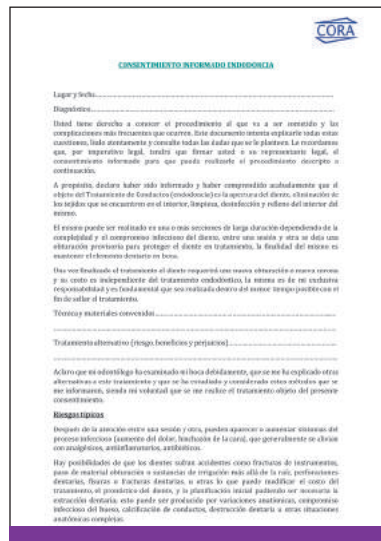 CORA
CONSENTIMIENTO INFORMADO ENDODONCIA
Lugar y fecha
Diagnóstico
Usted tiene derecho a conocer el procedimiento al que va a ser sometido y las
complicaciones más frecuentes que ocurren. Este documento intenta explicarle todas estas
cuestiones, léalo atentamente y consulte todas las dudas que se le planteen. Le recordamos
que, por imperativo legal, tendrá que firmar usted o su representante legal, el
consentimiento informado para que pueda realizarle el procedimiento descripto a
continuación.
A propósito, declara haber sido informado y haber comprendido acabadamente que el
objeto del Tratamiento de Conductos (endodoncia) es la apertura del diente, eliminación de
los tejidos que se encuentren en el interior, limpieza, desinfección y relleno del interior del
mismo.
El mismo puede ser realizado en una o más secciones de larga duración dependiendo de la
complejidad y el compromiso infeccioso del diente, entre una sesión y otra se deja una
obturación provisoria para proteger el diente en tratamiento, la finalidad del mismo es
mantener el elemento dentario en boca.
Una vez finalizado el tratamiento el diente requerirá una nueva obturación o nueva corona
y su costo es independiente del tratamiento endodóntico, la misma es de mi exclusiva
responsabilidad y es fundamental que sea realizada dentro del menor tiempo posible con el
fin de sellar el tratamiento.
Técnica y materiales convenidos
Tratamiento alternativo (riesgo, beneficios y perjuicios)
Aclaro que mi odontólogo ha examinado mi boca debidamente, que se me ha explicado otras
alternativas a este tratamiento y que se ha estudiado y considerado estos métodos que se
me informaron, siendo mi voluntad que se me realice el tratamiento objeto del presente
consentimiento.
Riesgos típicos
Después de la atención entre una sesión y otra, pueden aparecer o aumentar síntomas del
proceso infeccioso (aumento del dolor, hinchazón de la cara), que generalmente se alivian
con analgésicos, antiinflamatorios, antibióticos.
Hay posibilidades de que los dientes sufran accidentes como fracturas de instrumentos,
paso de material obturación o sustancias de irrigación más allá de la raíz, perforaciones
dentarias, fisuras o fracturas dentarias, u otras lo que puede modificar el costo del
tratamiento, el pronóstico del diente, y la planificación inicial pudiendo ser necesaria la
extracción dentaria, esto puede ser producido por variaciones anatómicas, compromiso
infeccioso del hueso, calcificación de conductos, destrucción dentaria u otras situaciones
anatómicas complejas.